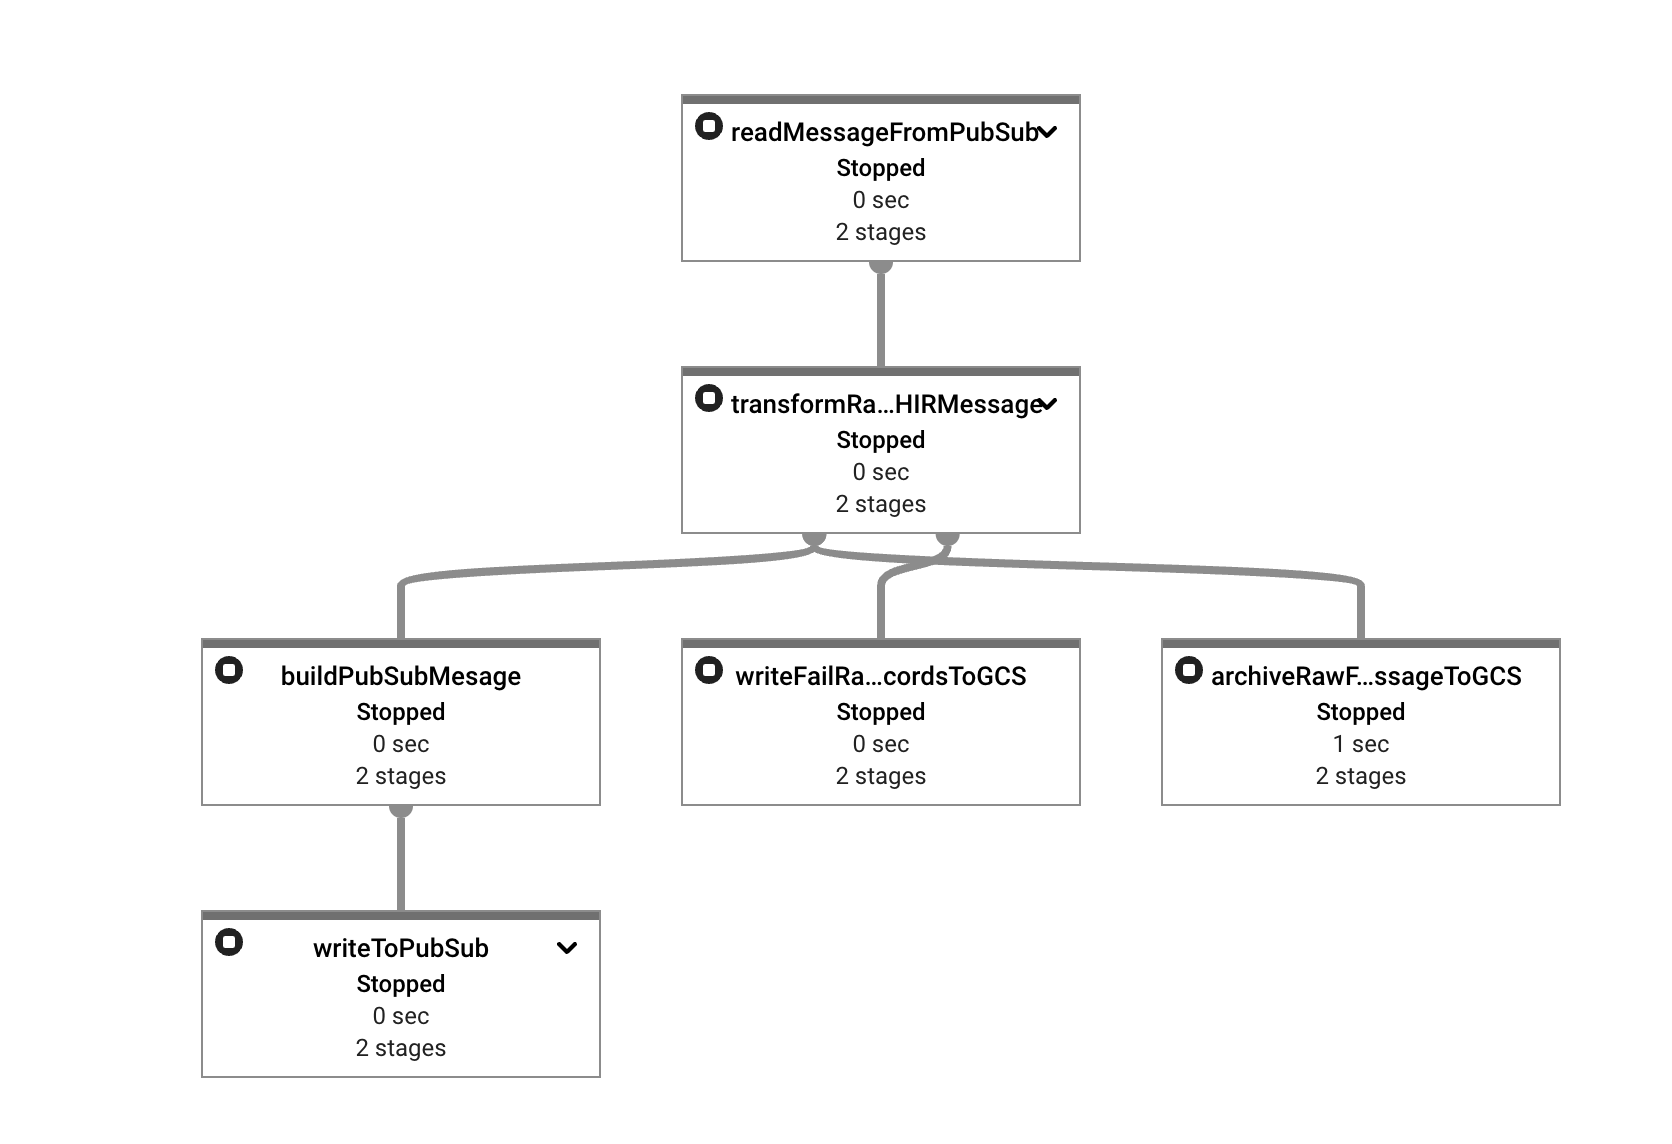 readMessageFromPubSub
Stopped
0 sec
2 stages
transformRa...HIRMessage
Stopped
0 sec
2 stages
buildPubSubMesage
Stopped
0 sec
2 stages
writeFailRa...cordsToGCS
Stopped
0 sec
2 stages
archiveRawF...ssageToGCS
Stopped
1 sec
2 stages
writeToPubSub
Stopped
0 sec
2 stages